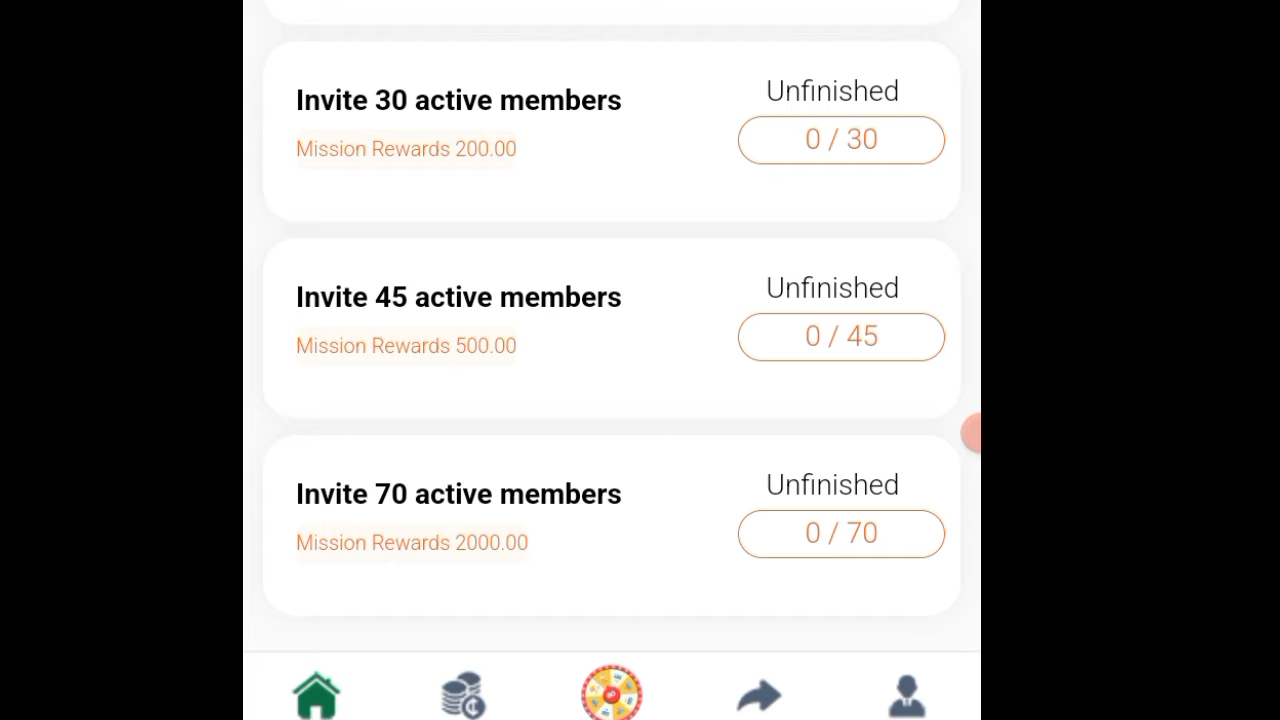 Invite 30 active members
Unfinished
Mission Rewards 200.00
0 / 30
Invite 45 active members
Unfinished
Mission Rewards 500.00
0 / 45
Invite 70 active members
Unfinished
Mission Rewards 2000.00
0 / 70